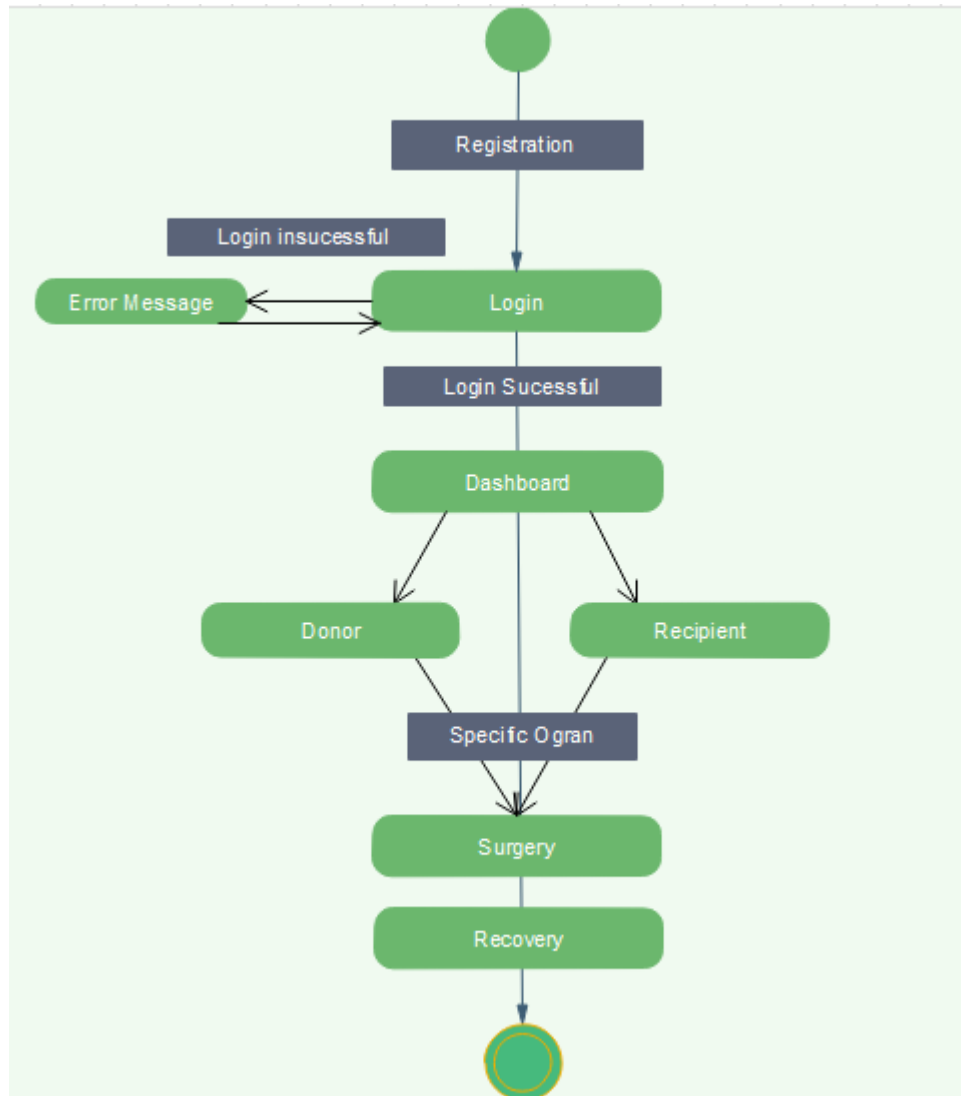 Registration
Login insucessful
Error Message
Login
Login Sucessful
Dashboard
Donor
Recipient
Specific Ogran
Surgery
Recovery